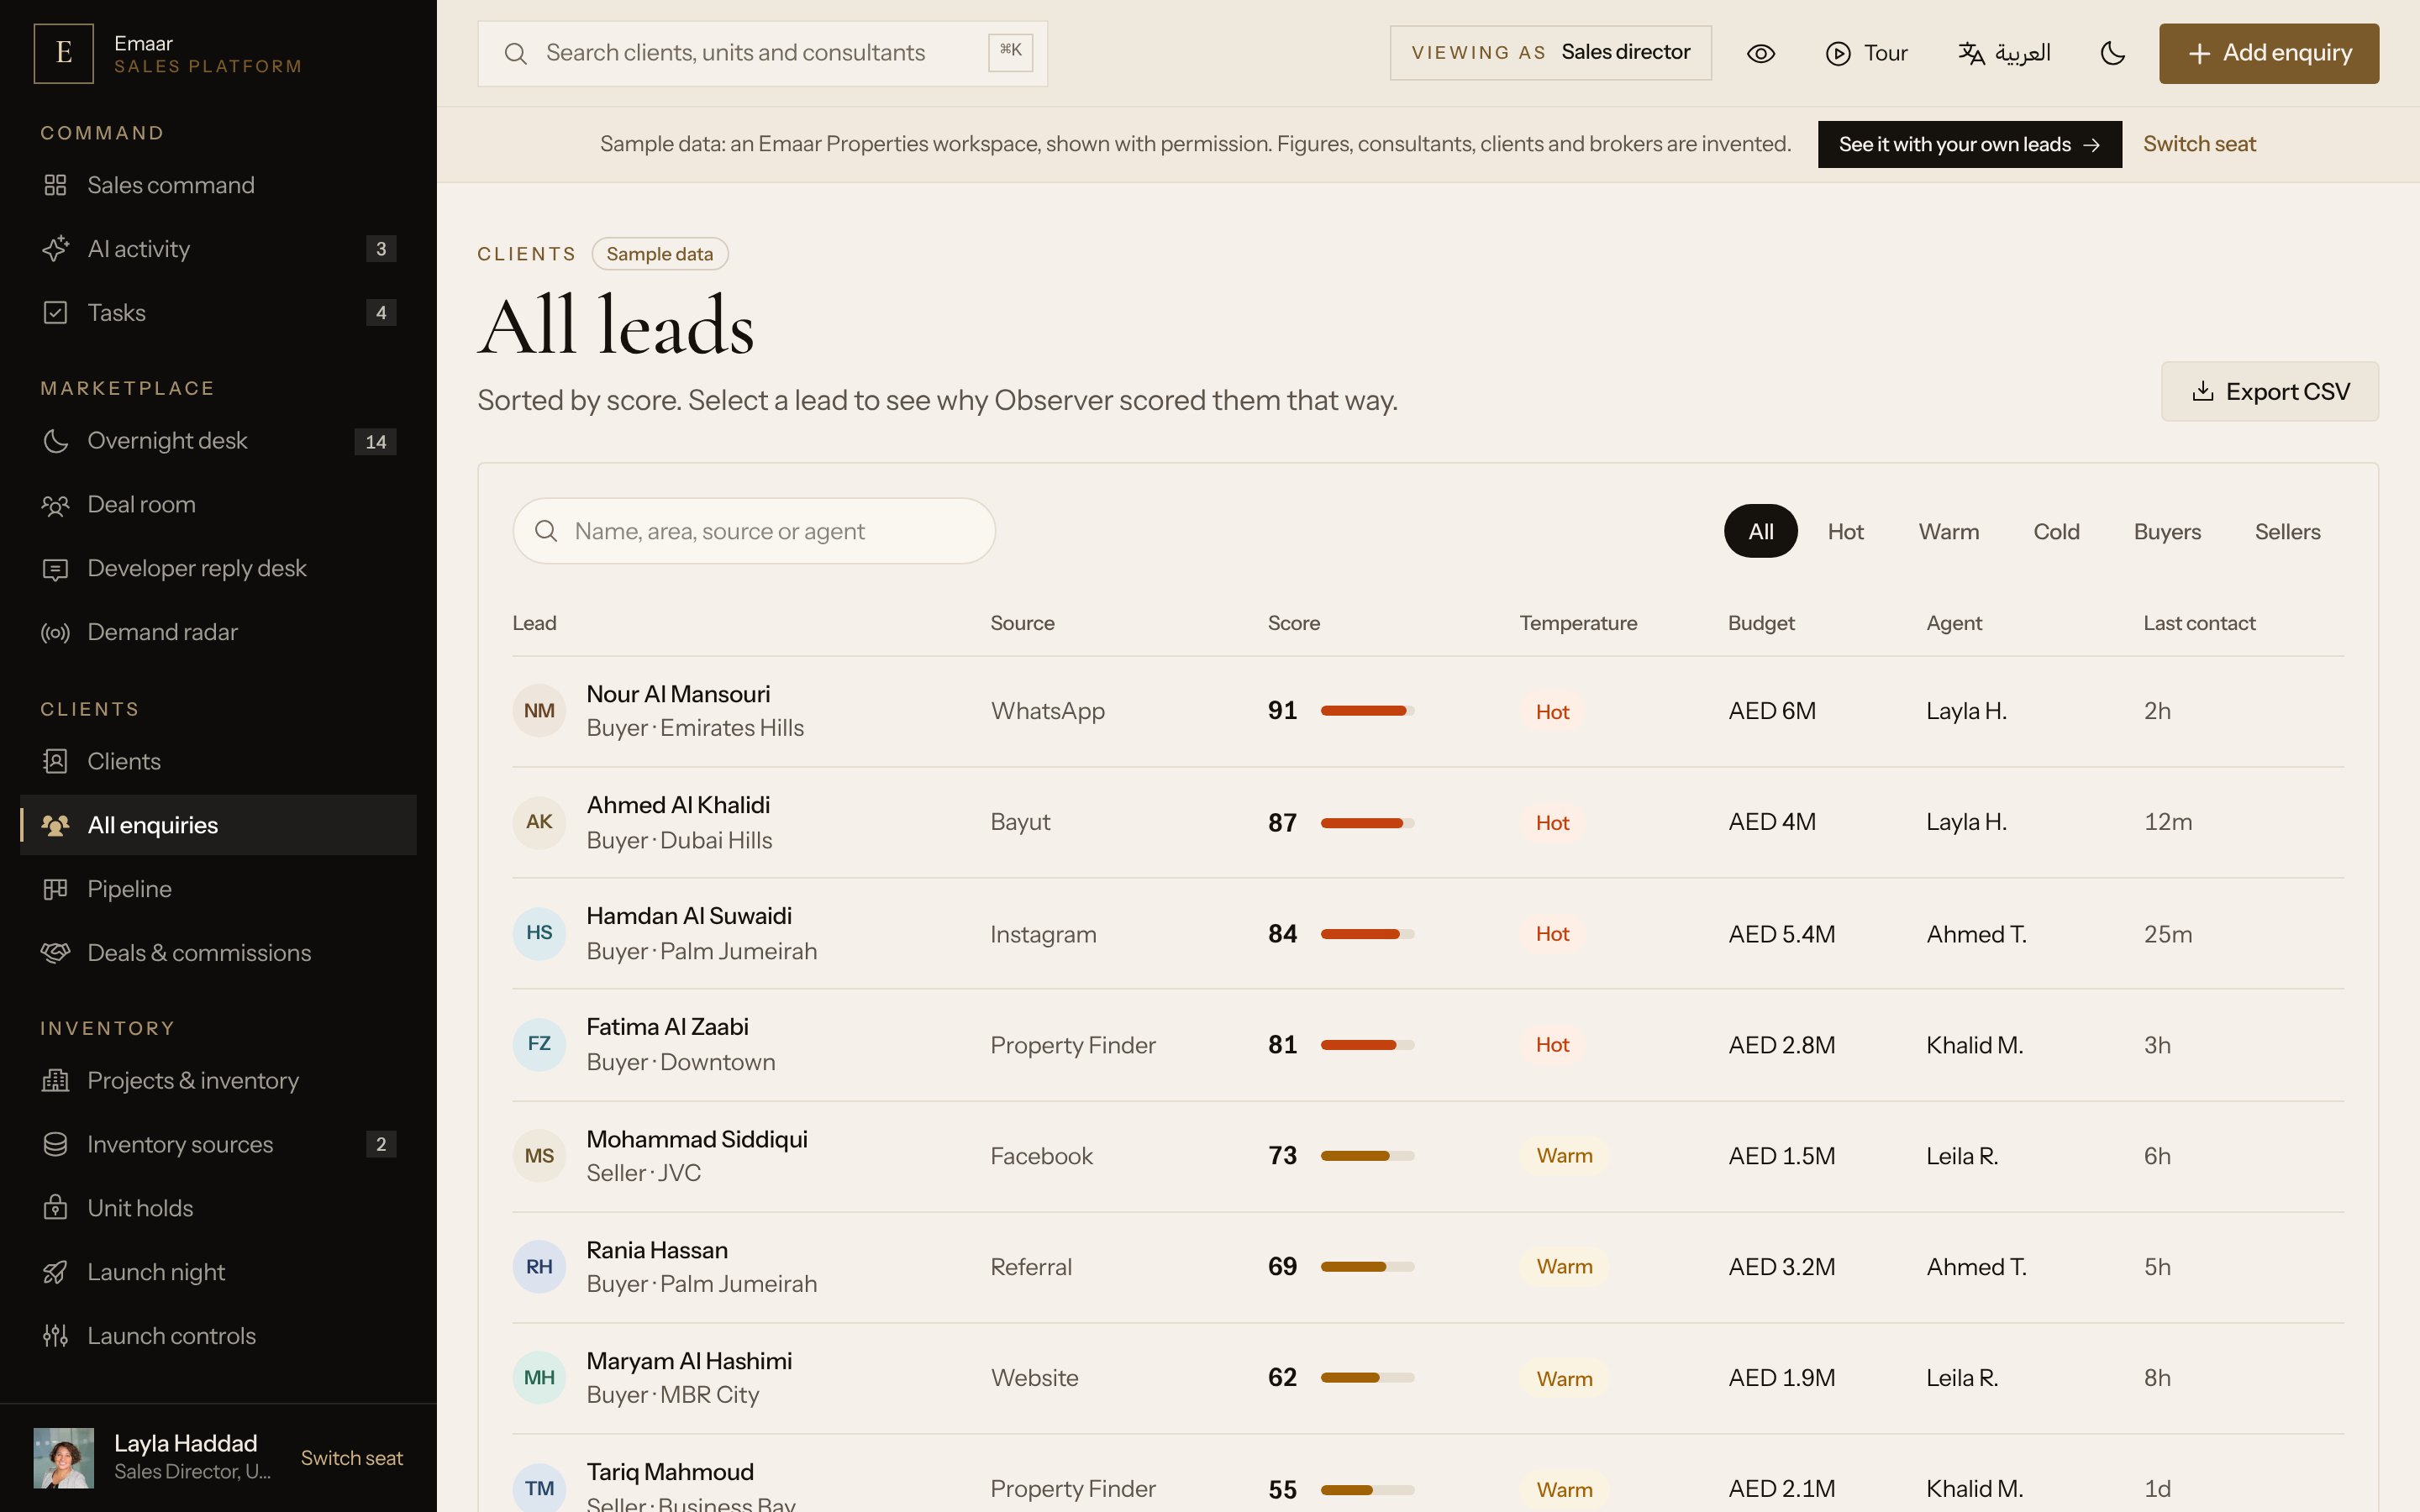 E
Emaar
SALES PLATFORM
COMMAND
Sales command
AI activity 3
Tasks 4
MARKETPLACE
Overnight desk 14
Deal room
Developer reply desk
Demand radar
CLIENTS
Clients
All enquiries
Pipeline
Deals & commissions
INVENTORY
Projects & inventory
Inventory sources 2
Unit holds
Launch night
Launch controls
Layla Haddad
Sales Director, U...
Switch seat
Search clients, units and consultants ⌘K
VIEWING AS Sales director
Tour
العربية
Add enquiry
Sample data: an Emaar Properties workspace, shown with permission. Figures, consultants, clients and brokers are invented.
See it with your own leads →
Switch seat
CLIENTS Sample data
All leads
Sorted by score. Select a lead to see why Observer scored them that way.
Export CSV
Name, area, source or agent
All Hot Warm Cold Buyers Sellers
Lead Source Score Temperature Budget Agent Last contact
NM Nour Al Mansouri
Buyer · Emirates Hills
WhatsApp 91 Hot AED 6M Layla H. 2h
AK Ahmed Al Khalidi
Buyer · Dubai Hills
Bayut 87 Hot AED 4M Layla H. 12m
HS Hamdan Al Suwaidi
Buyer · Palm Jumeirah
Instagram 84 Hot AED 5.4M Ahmed T. 25m
FZ Fatima Al Zaabi
Buyer · Downtown
Property Finder 81 Hot AED 2.8M Khalid M. 3h
MS Mohammad Siddiqui
Seller · JVC
Facebook 73 Warm AED 1.5M Leila R. 6h
RH Rania Hassan
Buyer · Palm Jumeirah
Referral 69 Warm AED 3.2M Ahmed T. 5h
MH Maryam Al Hashimi
Buyer · MBR City
Website 62 Warm AED 1.9M Leila R. 8h
TM Tariq Mahmoud
Seller · Business Bay
Property Finder 55 Warm AED 2.1M Khalid M. 1d